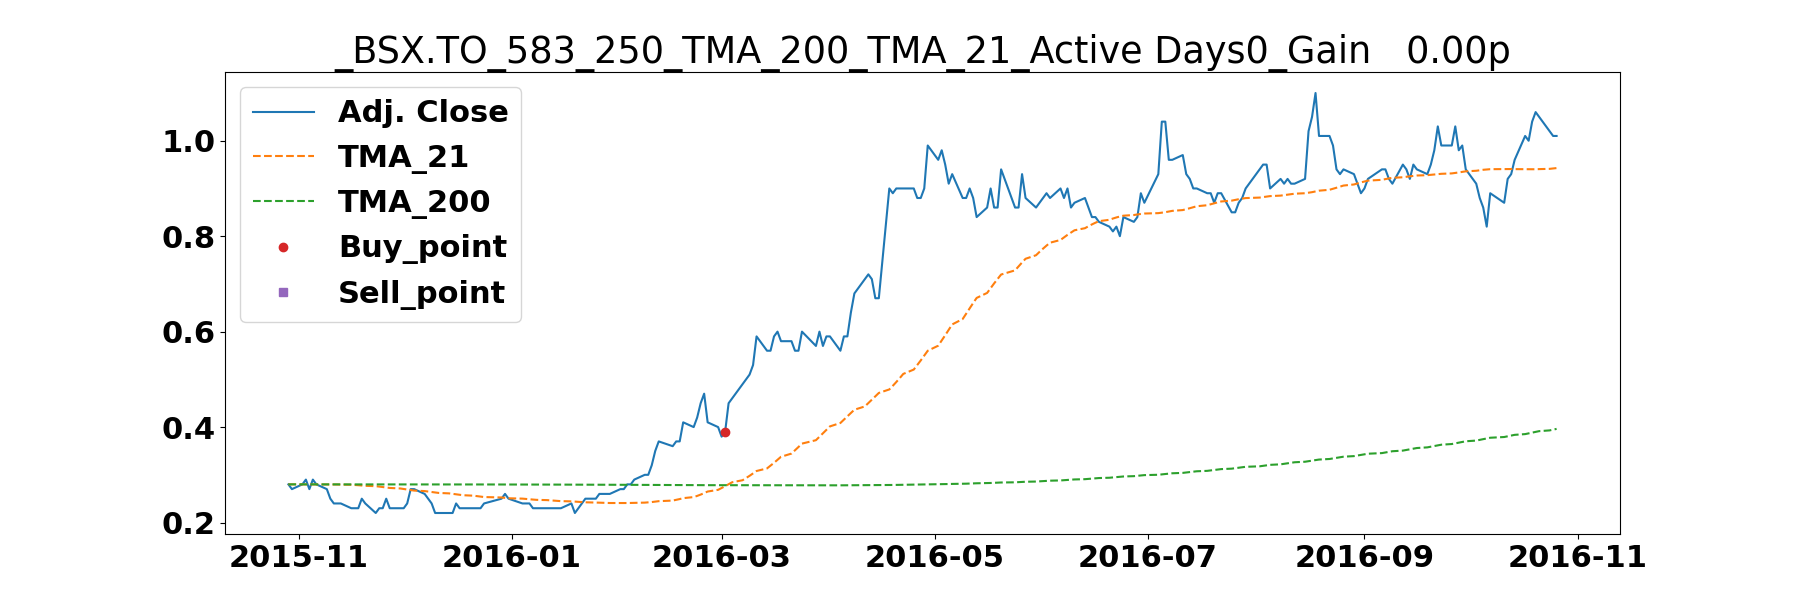 _BSX.TO_583_250_TMA_200_TMA_21_Active Days0_Gain   0.00p
Adj. Close
TMA_21
TMA_200
Buy_point
Sell_point
1.0
0.8
0.6
0.4
0.2
2015-11 2016-01 2016-03 2016-05 2016-07 2016-09 2016-11